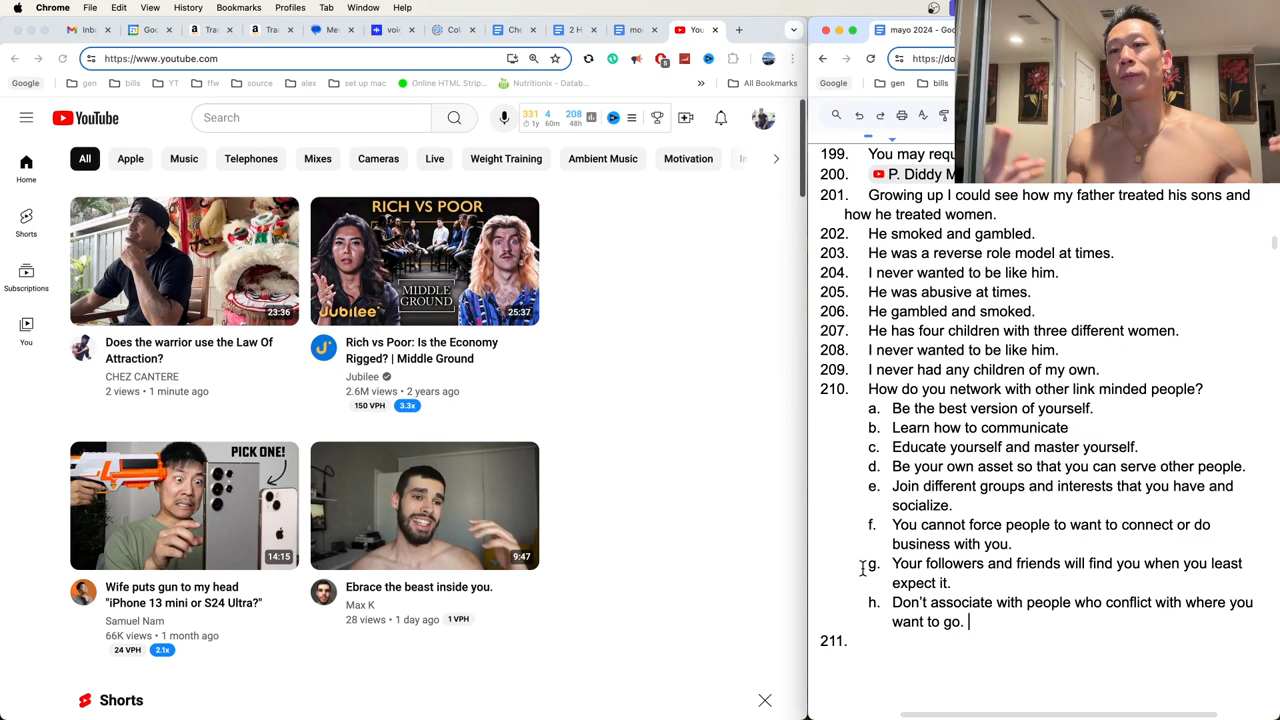 Chrome File Edit View History Bookmarks Profiles Tab Window Help
https://www.youtube.com
mayo 2024 - Goo
https://do
Google gen bills YT ffw source alex set up mac Online HTML Strip... Nutritionix - Datab... » All Bookmarks
Google gen bills
YouTube
Search
331 4 208
1y 60m 48h
All Apple Music Telephones Mixes Cameras Live Weight Training Ambient Music Motivation
Home
Shorts
Subscriptions
You
RICH VS POOR
MIDDLE
GROUND
JUBILEE
23:36
25:37
Does the warrior use the Law Of
Attraction?
CHEZ CANTERE
2 views • 1 minute ago
Rich vs Poor: Is the Economy
Rigged? | Middle Ground
Jubilee
2.6M views • 2 years ago
150 VPH 3.3x
PICK ONE!
14:15
9:47
Wife puts gun to my head
"iPhone 13 mini or S24 Ultra?"
Samuel Nam
66K views • 1 month ago
24 VPH 2.1x
Ebrace the beast inside you.
Max K
28 views • 1 day ago 1 VPH
Shorts
199. You may requ
200. P. Diddy M
201. Growing up I could see how my father treated his sons and
how he treated women.
202. He smoked and gambled.
203. He was a reverse role model at times.
204. I never wanted to be like him.
205. He was abusive at times.
206. He gambled and smoked.
207. He has four children with three different women.
208. I never wanted to be like him.
209. I never had any children of my own.
210. How do you network with other link minded people?
a. Be the best version of yourself.
b. Learn how to communicate
c. Educate yourself and master yourself.
d. Be your own asset so that you can serve other people.
e. Join different groups and interests that you have and
socialize.
f. You cannot force people to want to connect or do
business with you.
g. Your followers and friends will find you when you least
expect it.
h. Don’t associate with people who conflict with where you
want to go.
211.